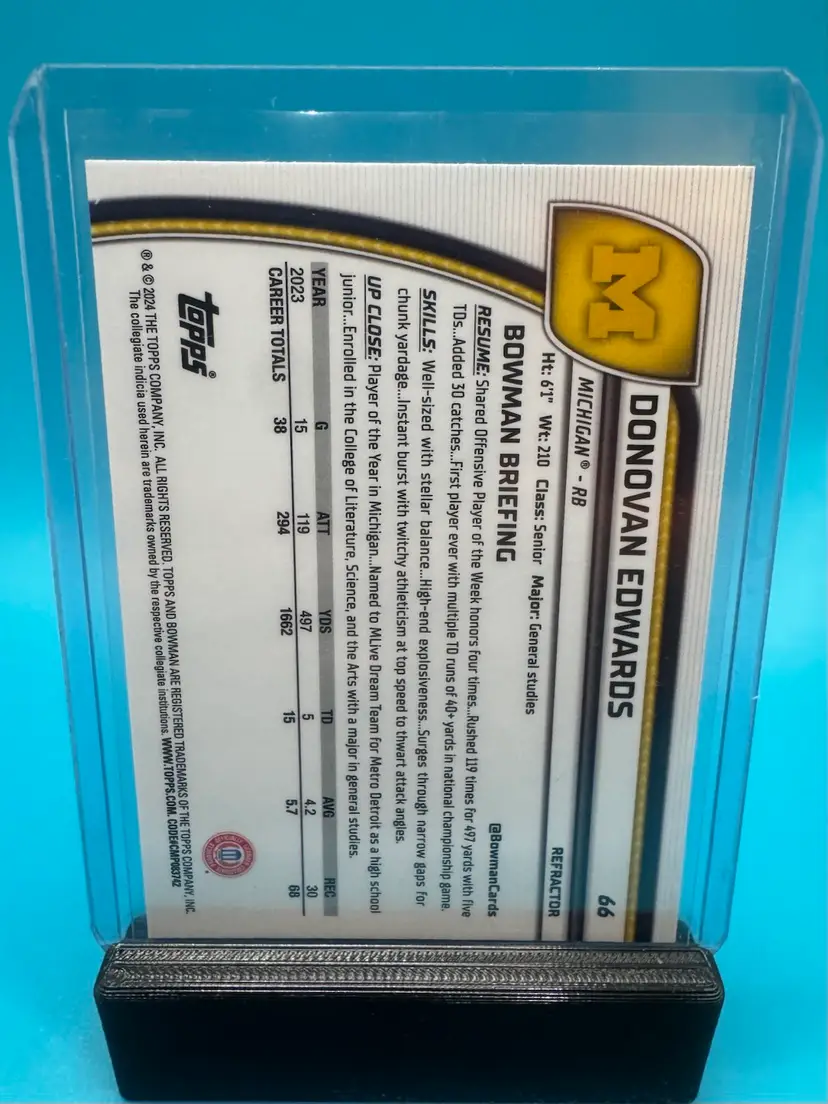 DONOVAN EDWARDS
66
M
MICHIGAN® - RB
REFRACTOR
Ht: 6'1" Wt: 210 Class: Senior Major: General studies
BOWMAN BRIEFING
@BowmanCards
RESUME: Shared Offensive Player of the Week honors four times...Rushed 119 times for 497 yards with five
TDs...Added 30 catches...First player ever with multiple TD runs of 40+ yards in national championship game.
SKILLS: Well-sized with stellar balance...High-end explosiveness...Surges through narrow gaps for
chunk yardage...Instant burst with twitchy athleticism at top speed to thwart attack angles.
UP CLOSE: Player of the Year in Michigan...Named to MLive Dream Team for Metro Detroit as a high school
junior...Enrolled in the College of Literature, Science, and the Arts with a major in general studies.
YEAR G ATT YDS TD AVG REC
2023 15 119 497 5 4.2 30
CAREER TOTALS 38 294 1662 15 5.7 68
topps®
® & © 2024 THE TOPPS COMPANY, INC. ALL RIGHTS RESERVED. TOPPS AND BOWMAN ARE REGISTERED TRADEMARKS OF THE TOPPS COMPANY, INC.
The collegiate indicia used herein are trademarks owned by the respective collegiate institutions. WWW.TOPPS.COM. CODE#CMP083742